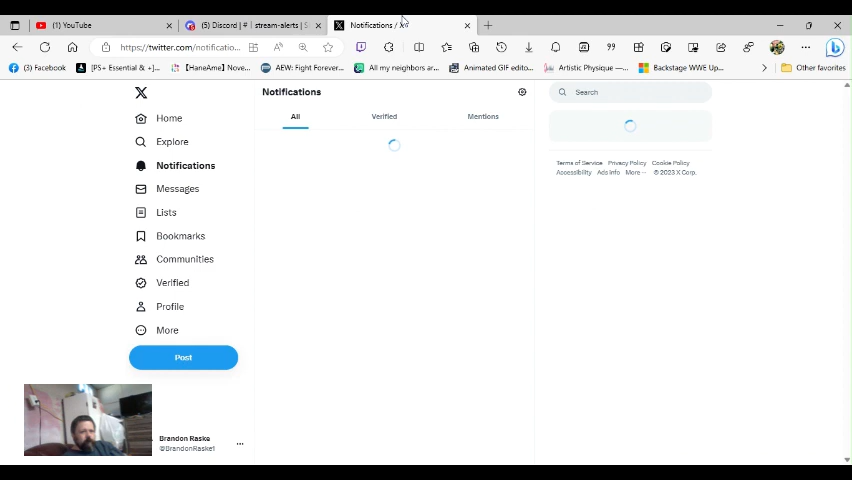 (1) YouTube
(5) Discord | # | stream-alerts | S
Notifications / X
https://twitter.com/notificatio...
(3) Facebook
[PS+ Essential & +]...
【HaneAme】 Nove...
AEW: Fight Forever...
All my neighbors ar...
Animated GIF edito...
Artistic Physique —...
Backstage WWE Up...
Other favorites
Home
Explore
Notifications
Messages
Lists
Bookmarks
Communities
Verified
Profile
More
Post
Brandon Raske
@BrandonRaske1
Notifications
All
Verified
Mentions
Search
Terms of Service Privacy Policy Cookie Policy
Accessibility Ads Info More ··· © 2023 X Corp.